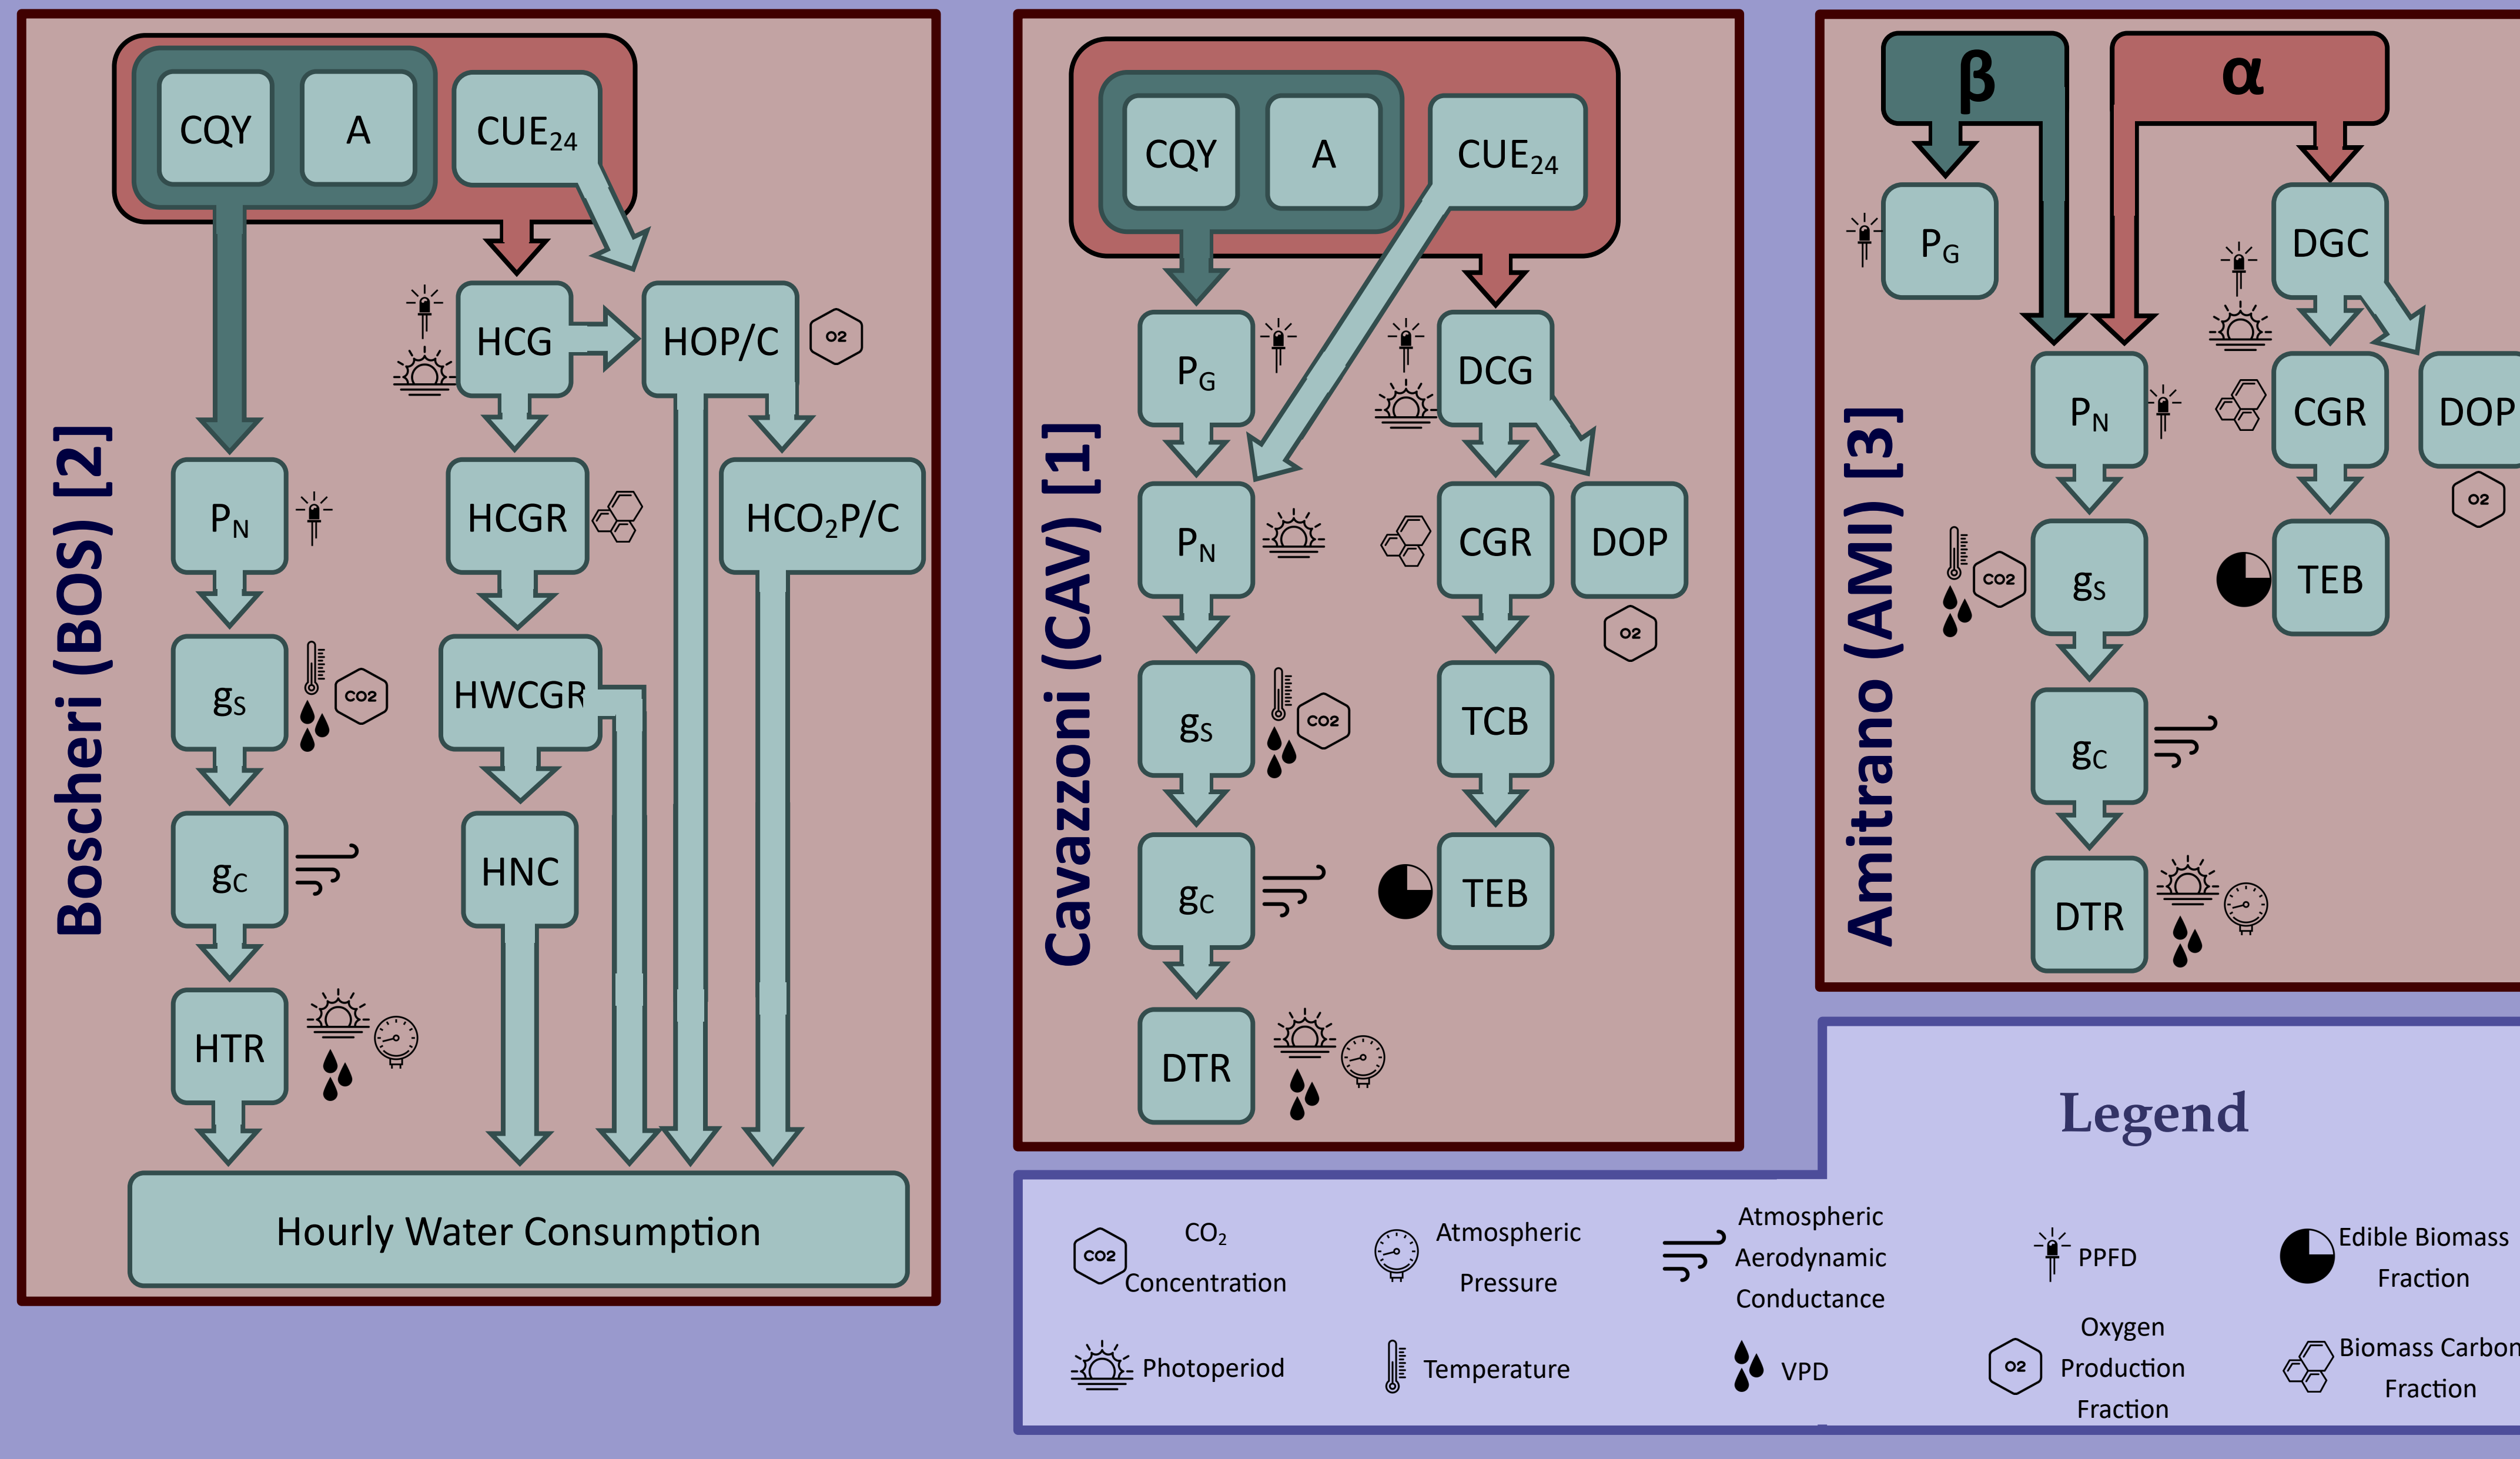 Boscheri (BOS) [2]
CQY
A
CUE24
HCG
HOP/C
O2
PN
HCGR
HCO2P/C
gS
CO2
HWCGR
gC
HNC
HTR
Hourly Water Consumption
Cavazzoni (CAV) [1]
CQY
A
CUE24
PG
DCG
PN
CGR
DOP
O2
gS
CO2
TCB
gC
TEB
DTR
Amitrano (AMI) [3]
β
α
PG
DGC
PN
CGR
DOP
O2
CO2
gS
TEB
gC
DTR
Legend
CO2
CO2
Concentration
Atmospheric
Pressure
Atmospheric
Aerodynamic
Conductance
PPFD
Edible Biomass
Fraction
Photoperiod
Temperature
VPD
O2
Oxygen
Production
Fraction
Biomass Carbon
Fraction